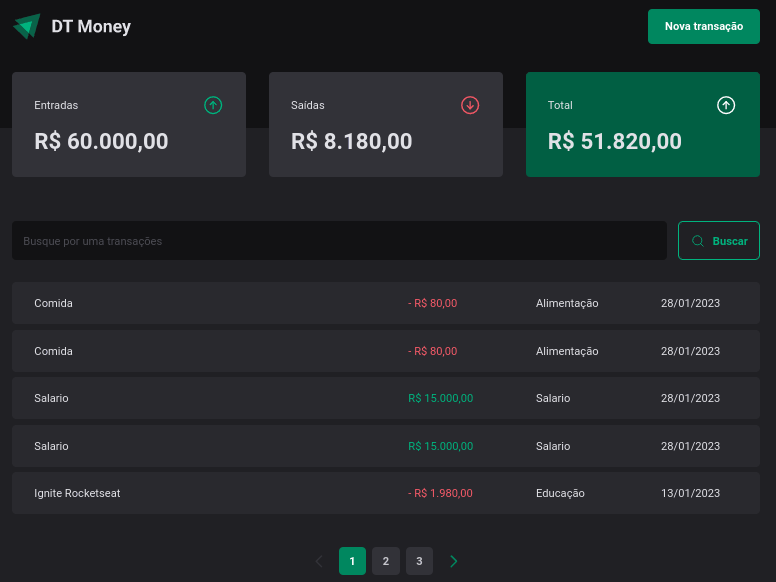 DT Money
Nova transação
Entradas
Saídas
Total
R$ 60.000,00
R$ 8.180,00
R$ 51.820,00
Busque por uma transações
Buscar
Comida - R$ 80,00 Alimentação 28/01/2023
Comida - R$ 80,00 Alimentação 28/01/2023
Salario R$ 15.000,00 Salario 28/01/2023
Salario R$ 15.000,00 Salario 28/01/2023
Ignite Rocketseat - R$ 1.980,00 Educação 13/01/2023
1 2 3